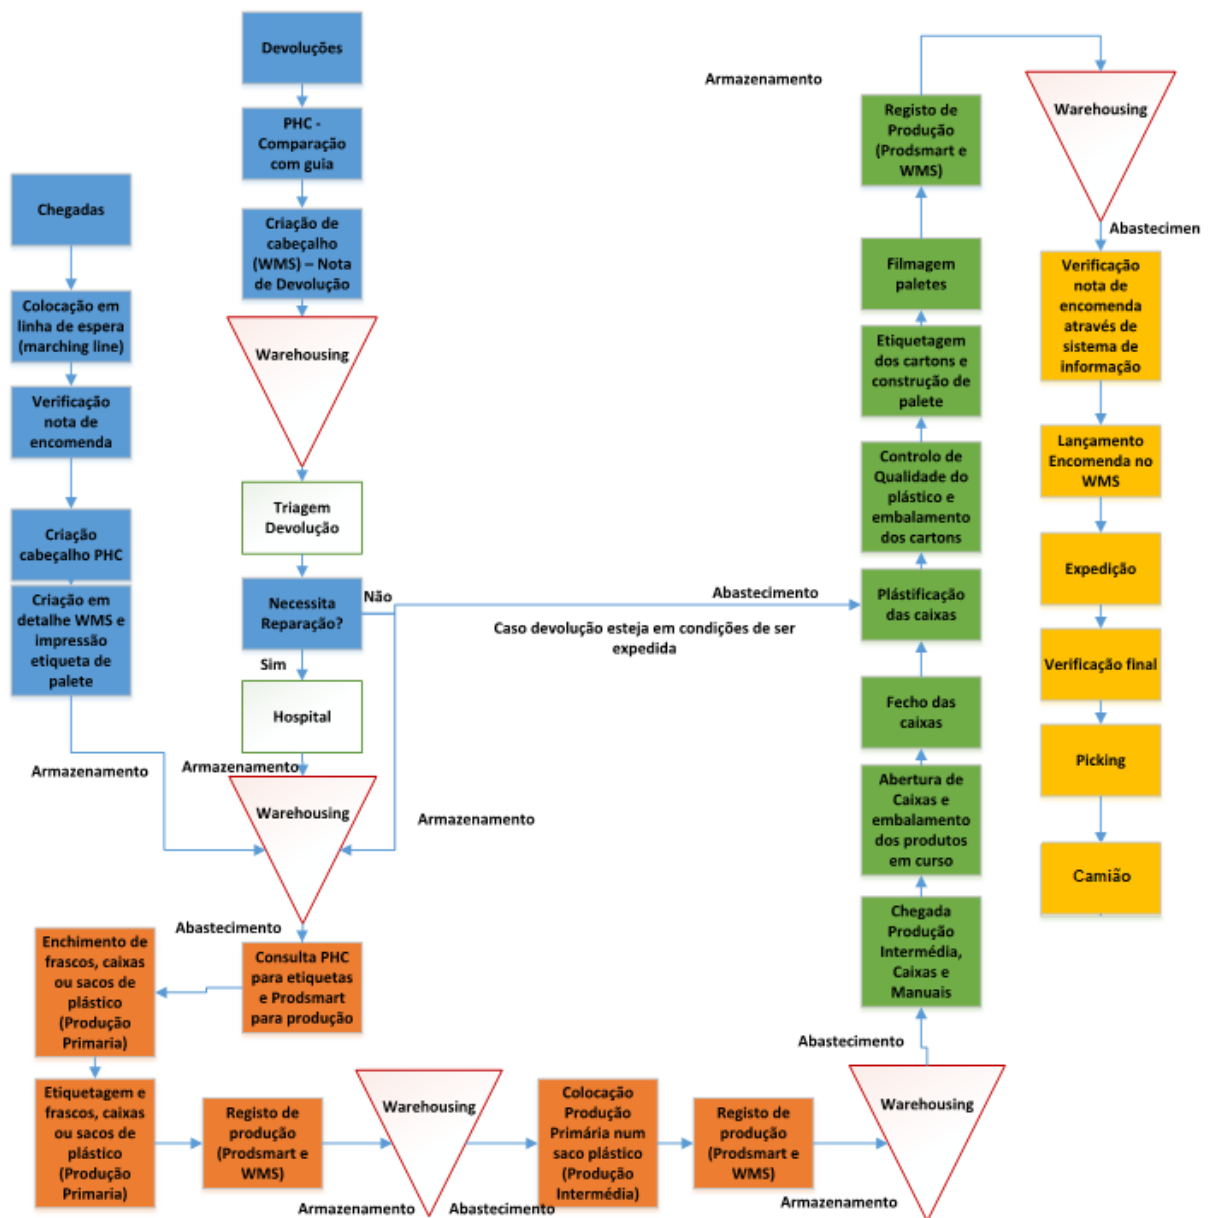 Devoluções
PHC -
Comparação
com guia
Criação de
cabeçalho
(WMS) – Nota
de Devolução
Warehousing
Triagem
Devolução
Necessita
Reparação?
Não
Sim
Hospital
Armazenamento
Warehousing
Armazenamento
Chegadas
Colocação em
linha de espera
(marching line)
Verificação
nota de
encomenda
Criação
cabeçalho PHC
Criação em
detalhe WMS e
impressão
etiqueta de
palete
Armazenamento
Abastecimento
Caso devolução esteja em condições de ser
expedida
Abastecimento
Consulta PHC
para etiquetas
e Prodsmart
para produção
Enchimento de
frascos, caixas
ou sacos de
plástico
(Produção
Primaria)
Etiquetagem e
frascos, caixas
ou sacos de
plástico
(Produção
Primaria)
Registo de
produção
(Prodsmart e
WMS)
Armazenamento
Warehousing
Abastecimento
Colocação
Produção
Primária num
saco plástico
(Produção
Intermédia)
Registo de
produção
(Prodsmart e
WMS)
Armazenamento
Warehousing
Abastecimento
Chegada
Produção
Intermédia,
Caixas e
Manuais
Abertura de
Caixas e
embalamento
dos produtos
em curso
Fecho das
caixas
Plástificação
das caixas
Controlo de
Qualidade do
plástico e
embalamento
dos cartons
Etiquetagem
dos cartons e
construção de
palete
Filmagem
paletes
Registo de
Produção
(Prodsmart e
WMS)
Armazenamento
Warehousing
Abastecimen
Verificação
nota de
encomenda
através de
sistema de
informação
Lançamento
Encomenda no
WMS
Expedição
Verificação final
Picking
Camião